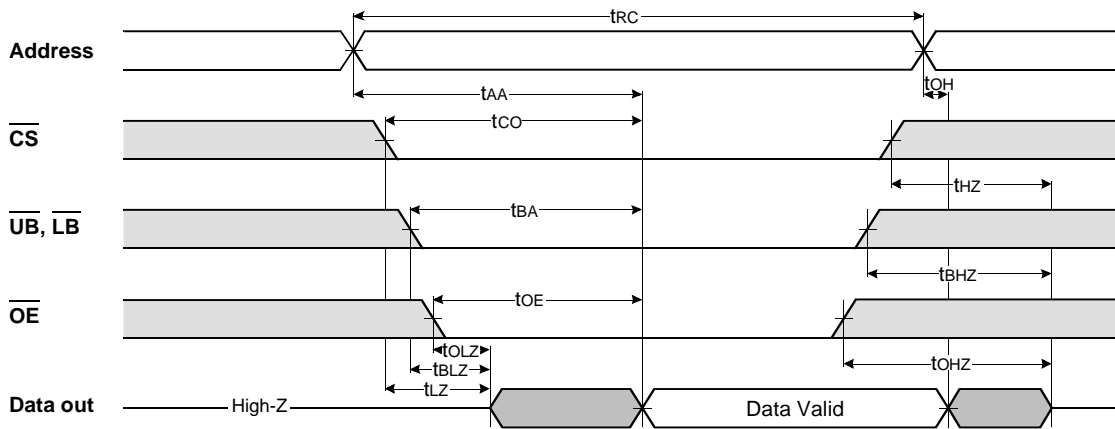 tRC
Address
tOH
tAA
tCO
CS
tHZ
tBA
UB, LB
tBHZ
tOE
OE
tOLZ
tOHZ
tBLZ
tLZ
Data out
High-Z
Data Valid